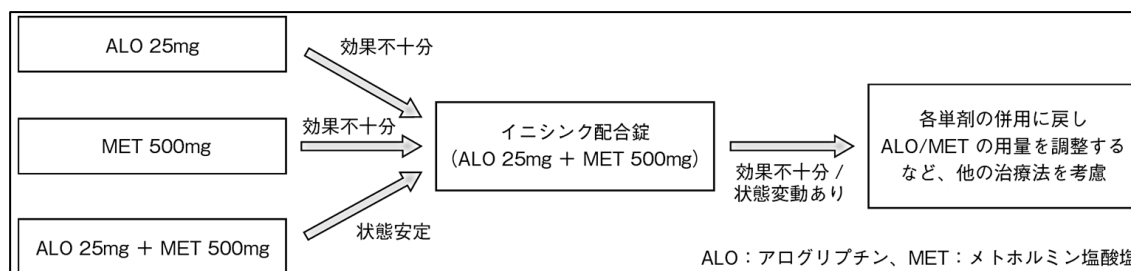 ALO 25mg
効果不十分
MET 500mg
効果不十分
ALO 25mg + MET 500mg
状態安定
イニシンク配合錠
(ALO 25mg + MET 500mg)
効果不十分 /
状態変動あり
各単剤の併用に戻し
ALO/MET の用量を調整する
など、他の治療法を考慮
ALO：アログリプチン、MET：メトホルミン塩酸塩